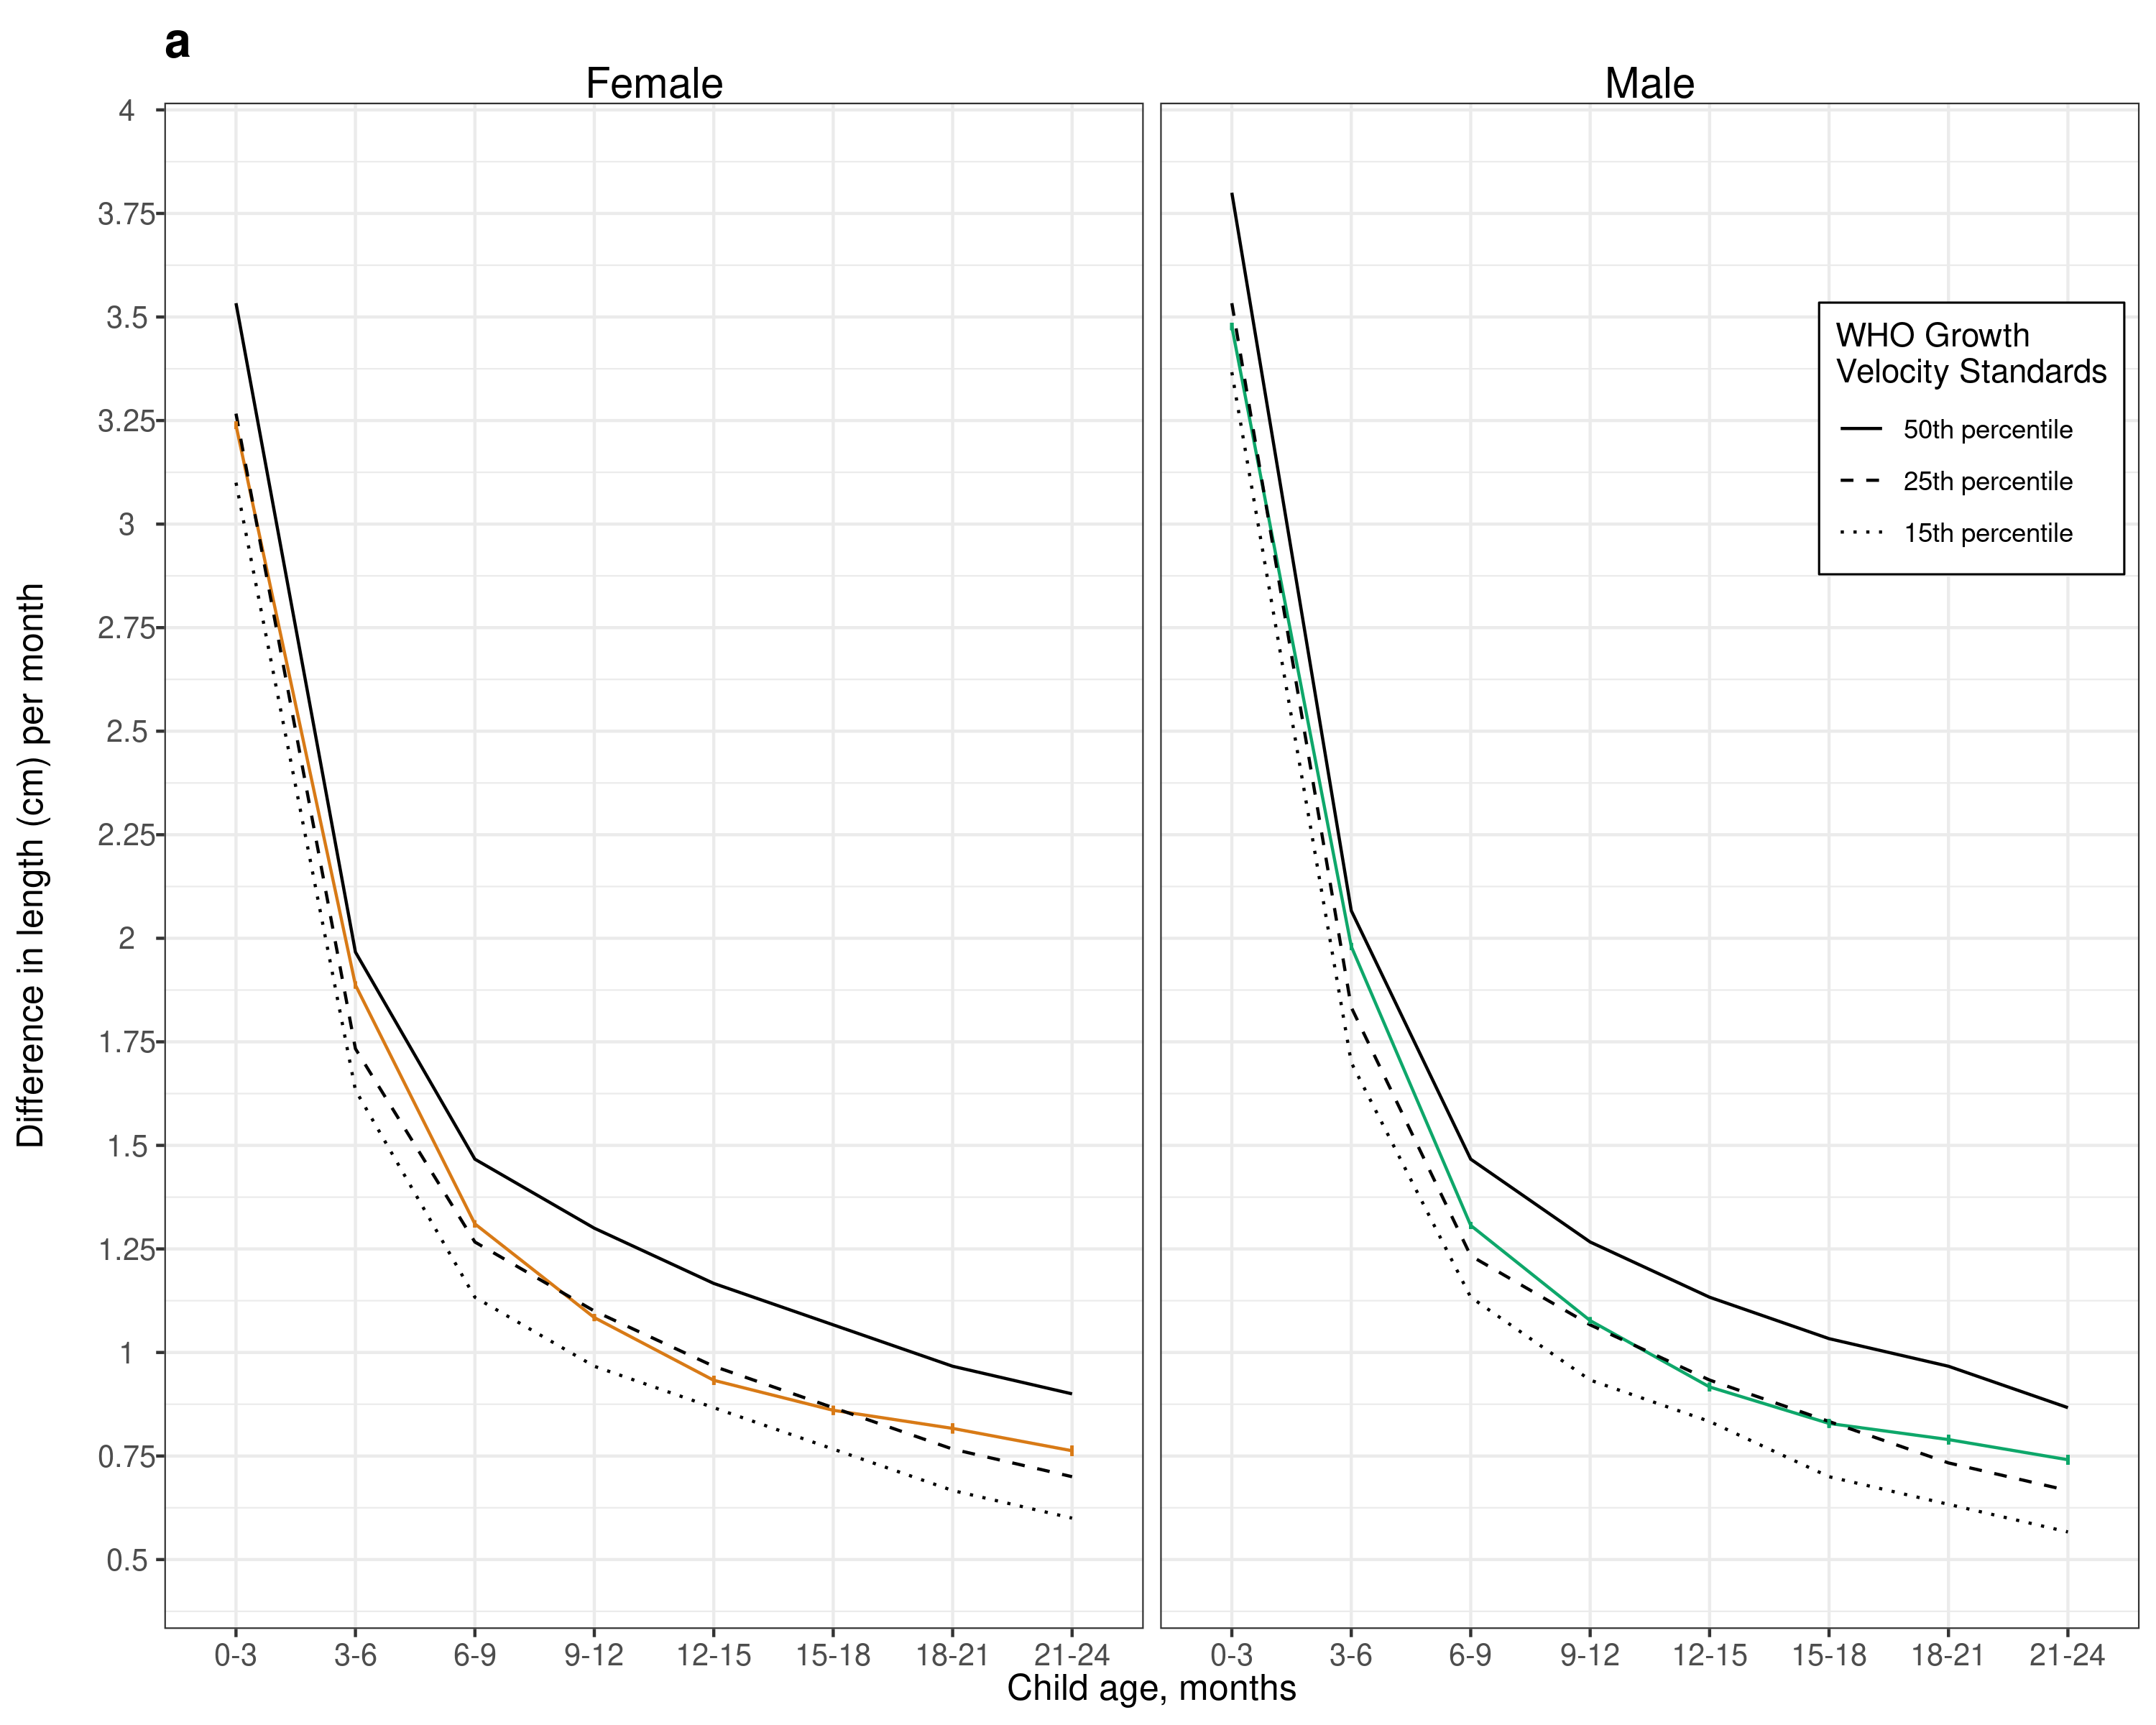 a
Female
Male
4
3.75
3.5
3.25
3
2.75
2.5
2.25
2
1.75
1.5
1.25
1
0.75
0.5
Difference in length (cm) per month
WHO Growth
Velocity Standards
50th percentile
25th percentile
15th percentile
0-3 3-6 6-9 9-12 12-15 15-18 18-21 21-24
0-3 3-6 6-9 9-12 12-15 15-18 18-21 21-24
Child age, months